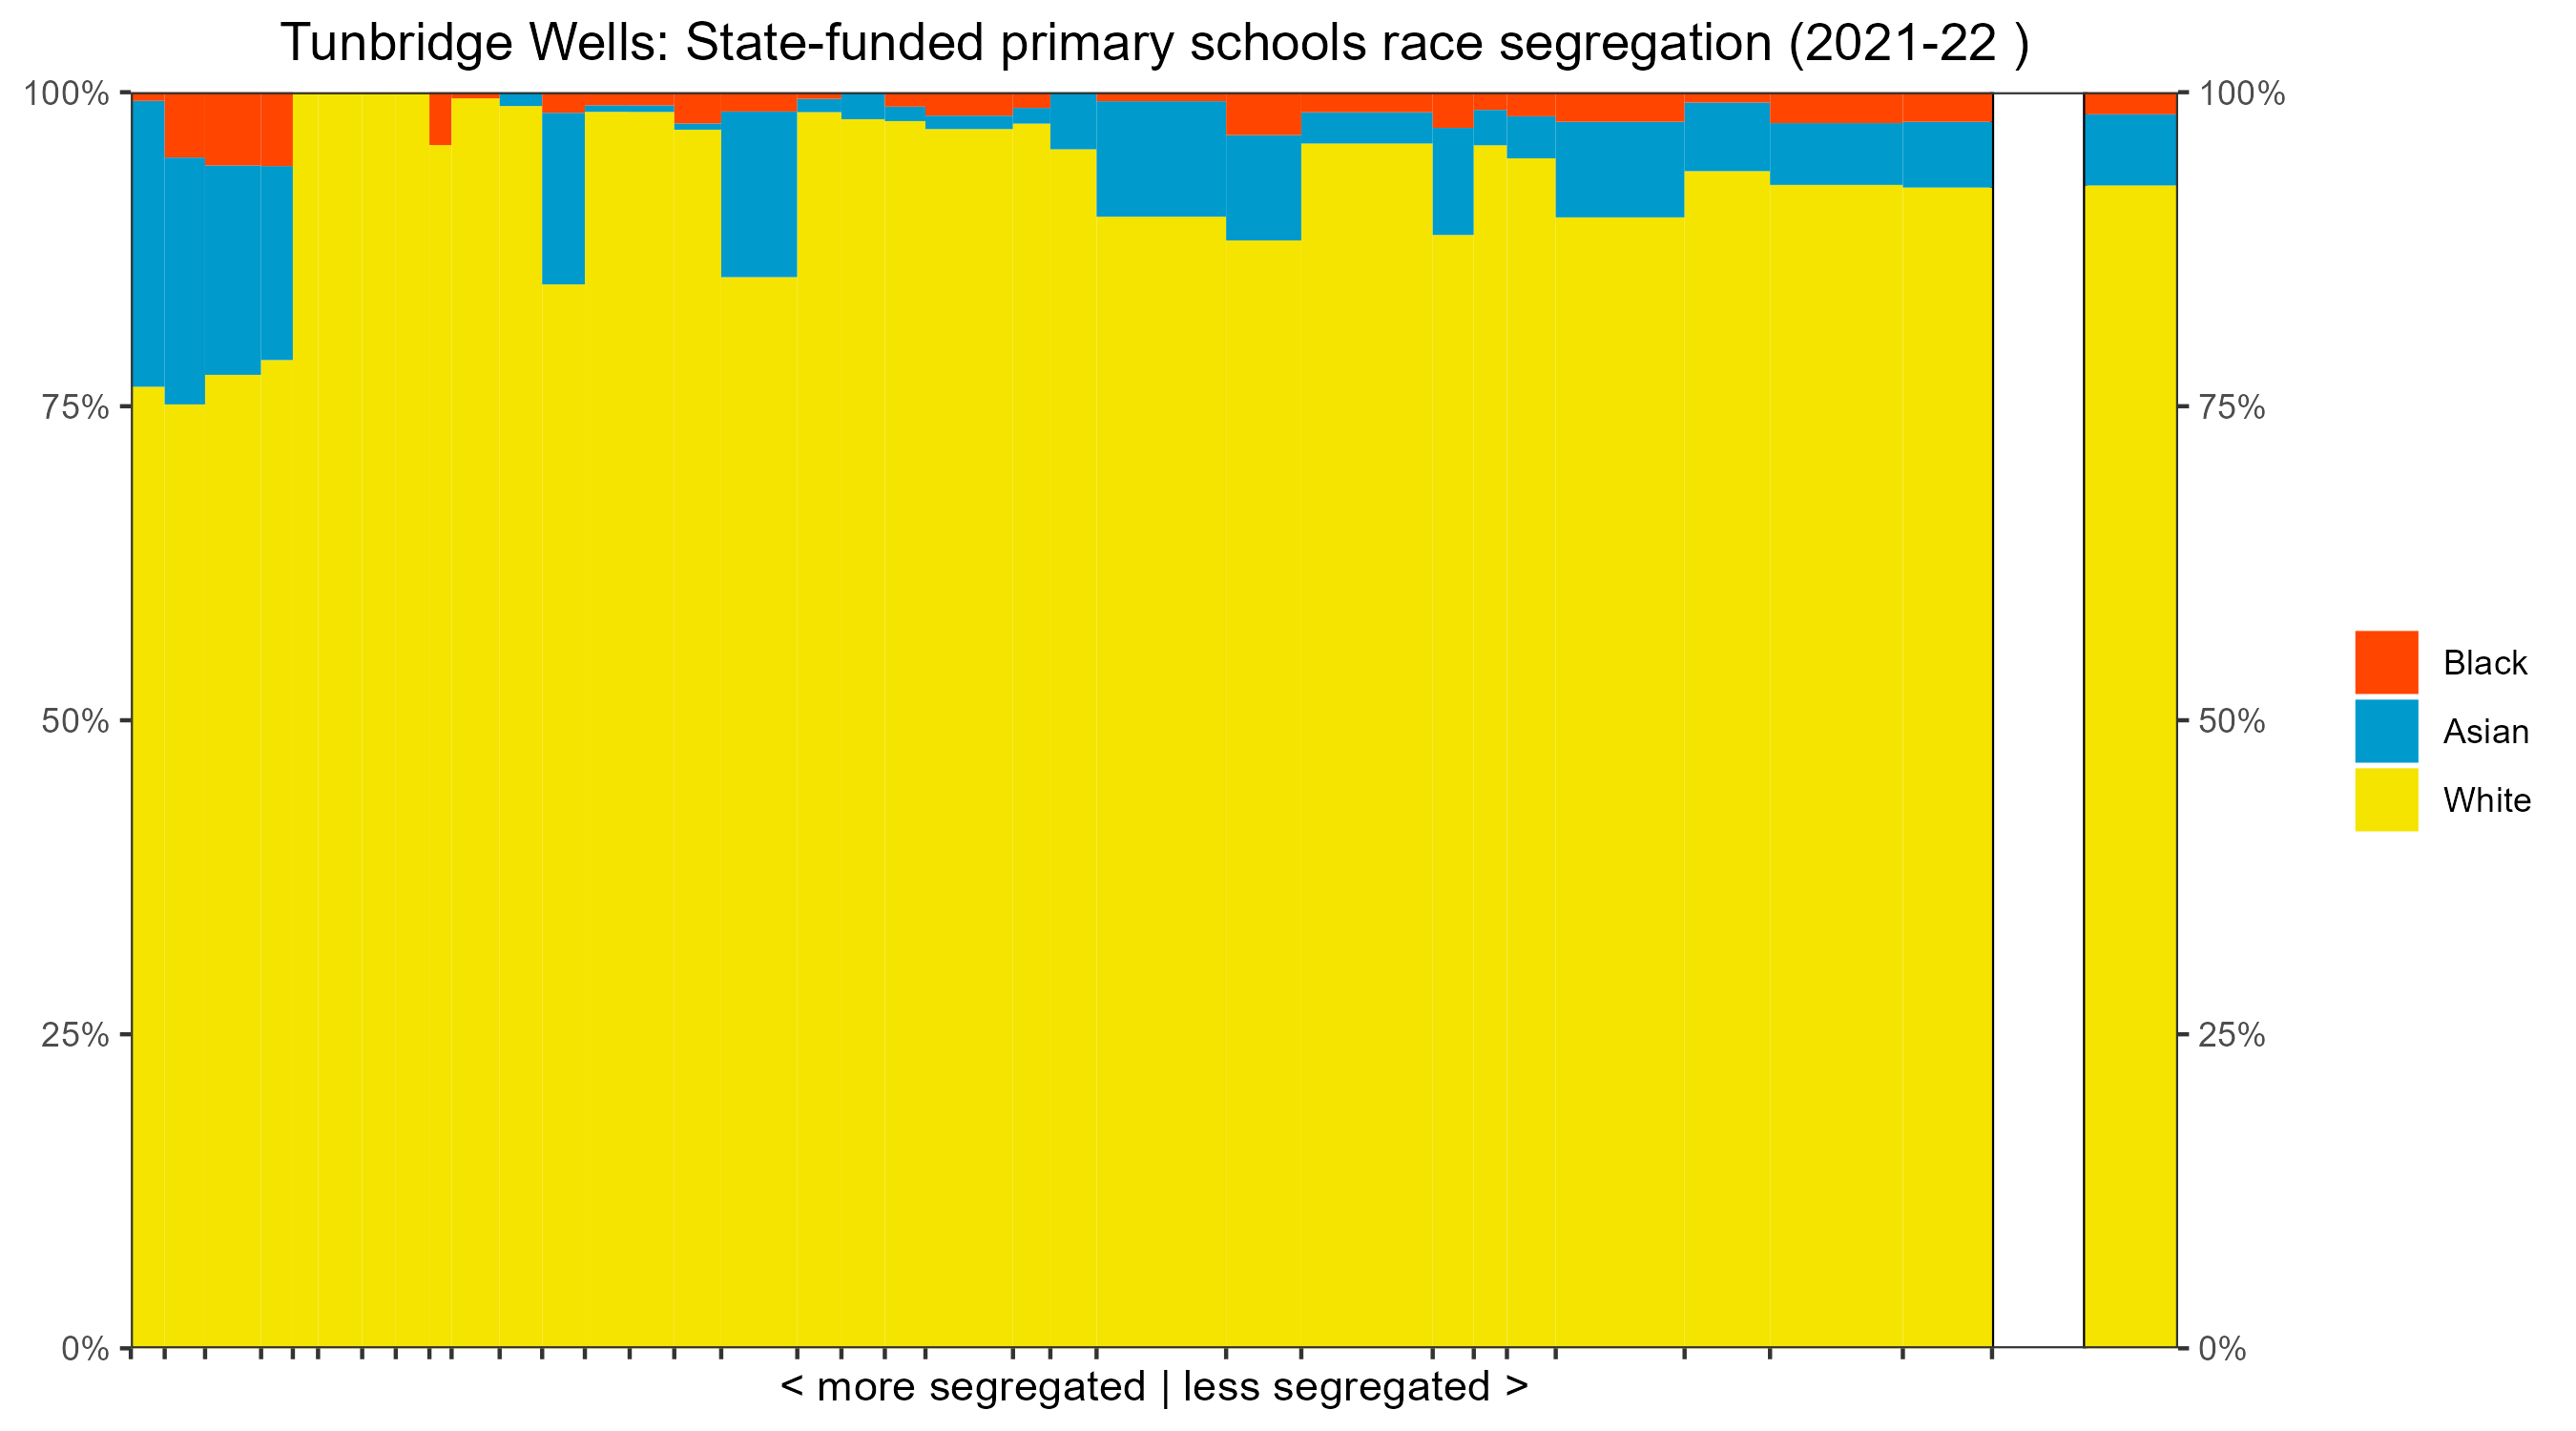 Tunbridge Wells: State-funded primary schools race segregation (2021-22 )
100%
75%
50%
25%
0%
100%
75%
50%
25%
0%
Black
Asian
White
< more segregated | less segregated >